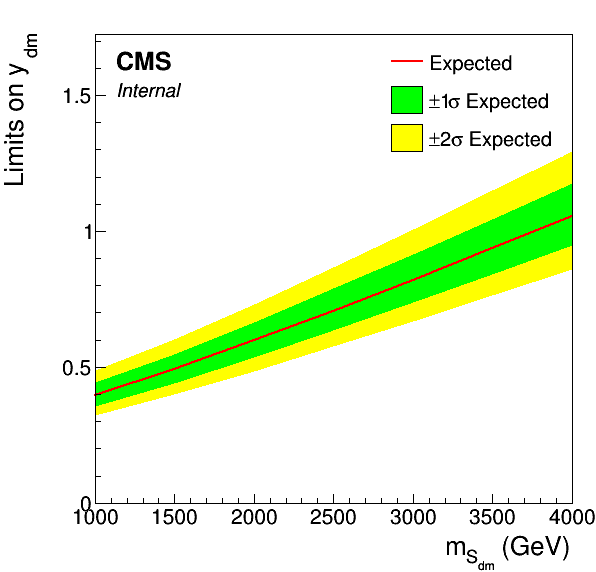 CMS
Internal
Expected
±1σ Expected
±2σ Expected
Limits on y_dm
1.5
1
0.5
0
1000 1500 2000 2500 3000 3500 4000
m_S_dm (GeV)